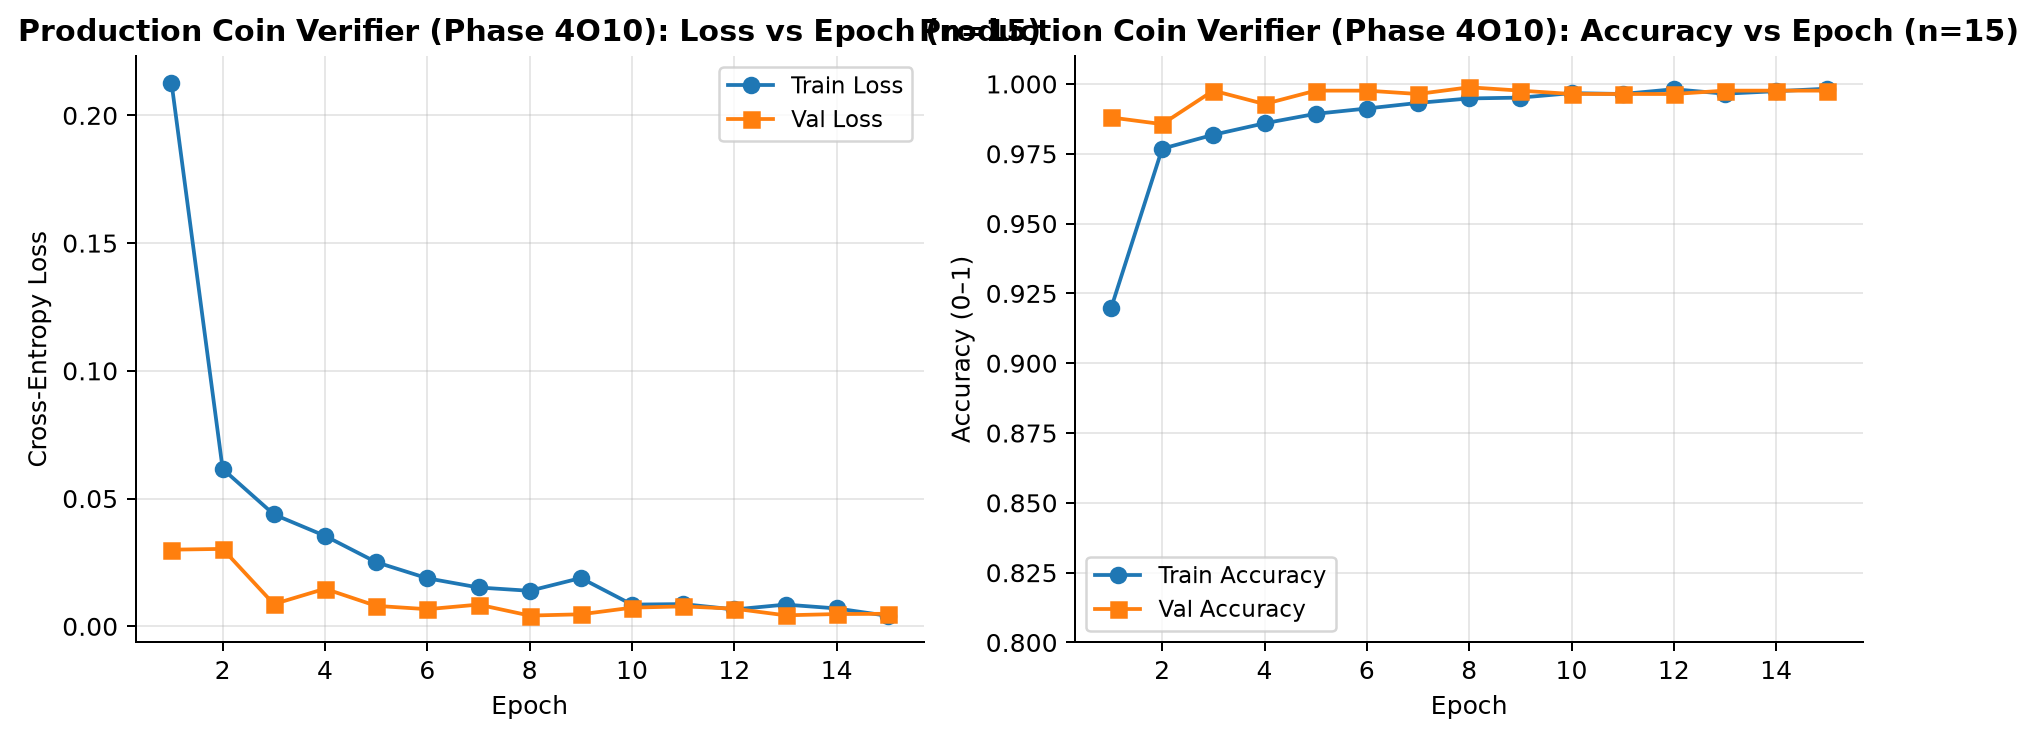 Production Coin Verifier (Phase 4O10): Loss vs Epoch (n=15)
Train Loss
Val Loss
Cross-Entropy Loss
0.20
0.15
0.10
0.05
0.00
2 4 6 8 10 12 14
Epoch
Production Coin Verifier (Phase 4O10): Accuracy vs Epoch (n=15)
Accuracy (0–1)
1.000
0.975
0.950
0.925
0.900
0.875
0.850
0.825
0.800
Train Accuracy
Val Accuracy
2 4 6 8 10 12 14
Epoch